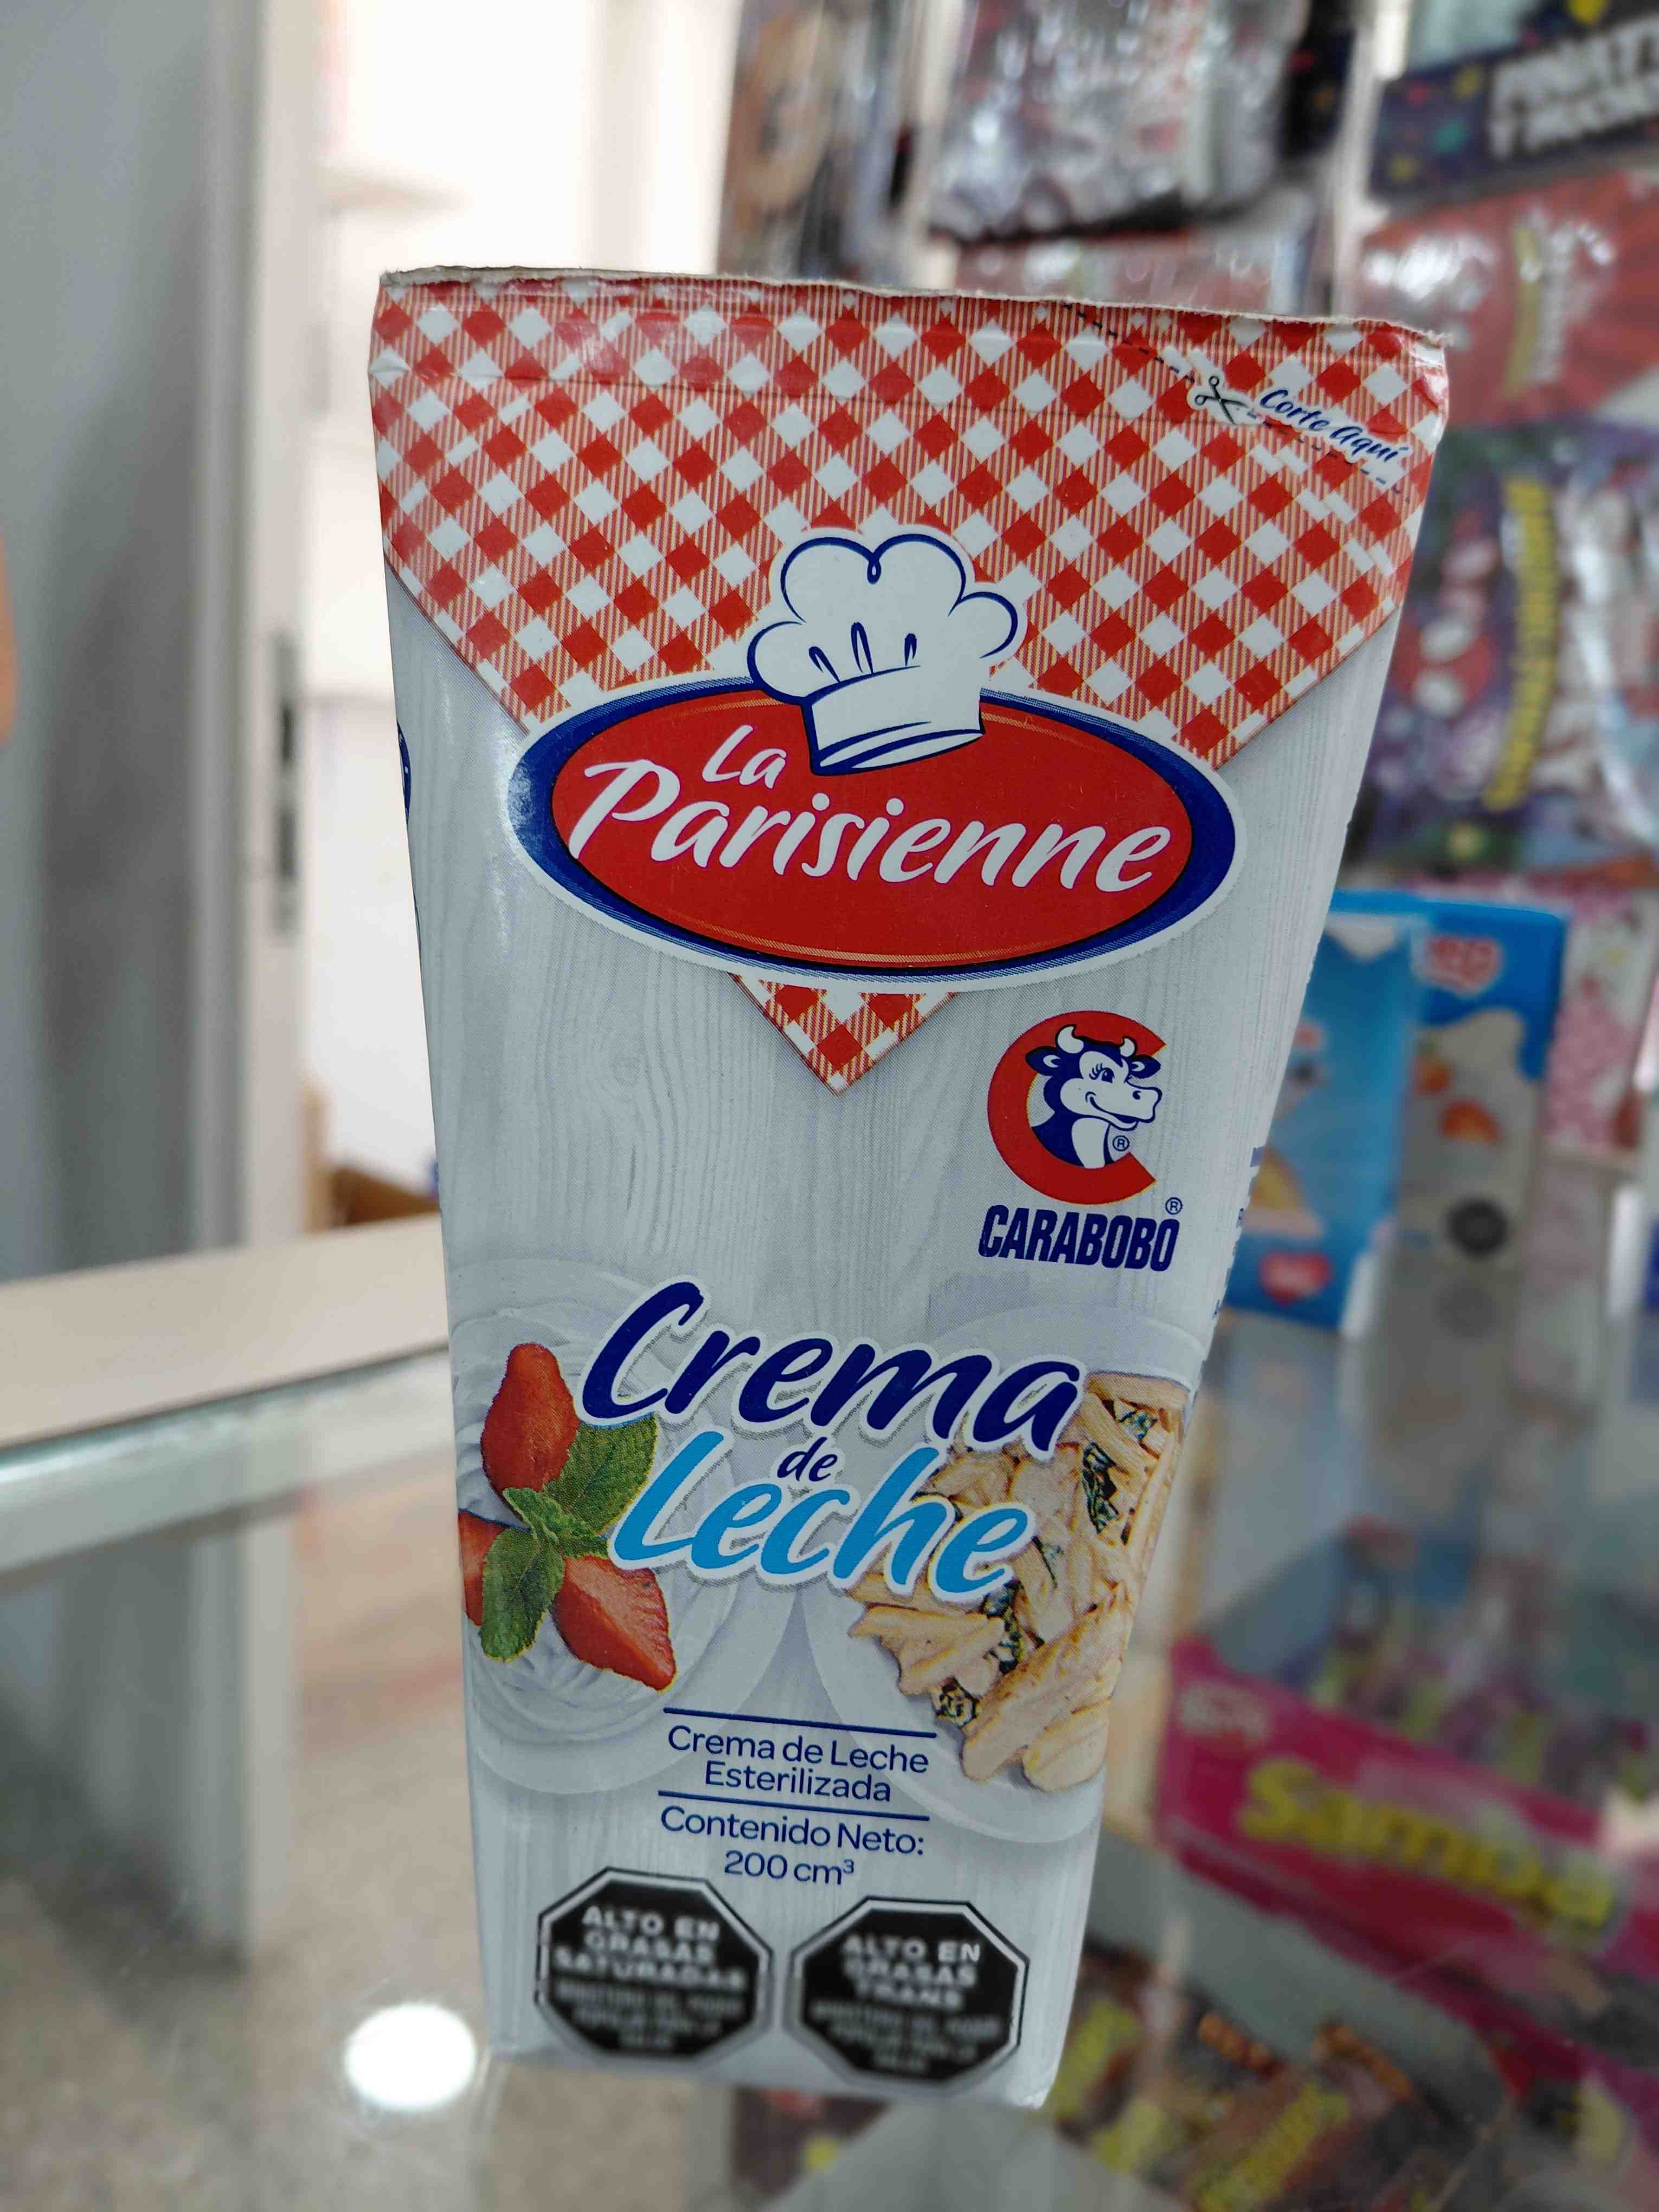 Corte Aquí
La
Parisienne
CARABOBO
Crema
de
Leche
Crema de Leche
Esterilizada
Contenido Neto:
200 cm³
ALTO EN
GRASAS
SATURADAS
ALTO EN
GRASAS
TRANS
Samba